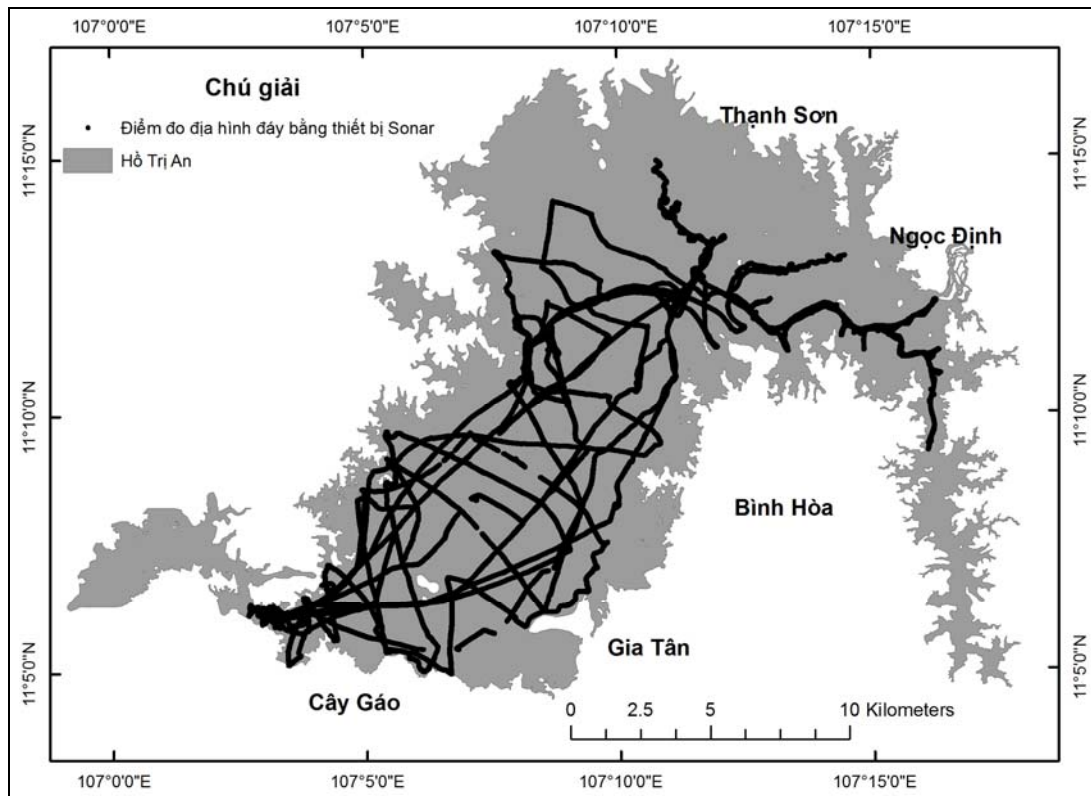 107°0'0"E 107°5'0"E 107°10'0"E 107°15'0"E
Chú giải
Điểm đo địa hình đáy bằng thiết bị Sonar
Hồ Trị An
Thạnh Sơn
11°15'0"N 11°15'0"N
Ngọc Định
11°10'0"N 11°10'0"N
Bình Hòa
Gia Tân
11°5'0"N 11°5'0"N
Cây Gáo
0 2.5 5 10 Kilometers
107°0'0"E 107°5'0"E 107°10'0"E 107°15'0"E